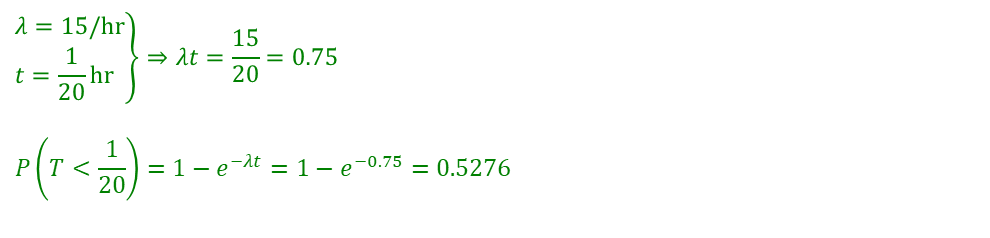 λ = 15/hr
t = 1/20 hr } ⇒ λt = 15/20 = 0.75
P(T < 1/20) = 1 − e^{−λt} = 1 − e^{−0.75} = 0.5276